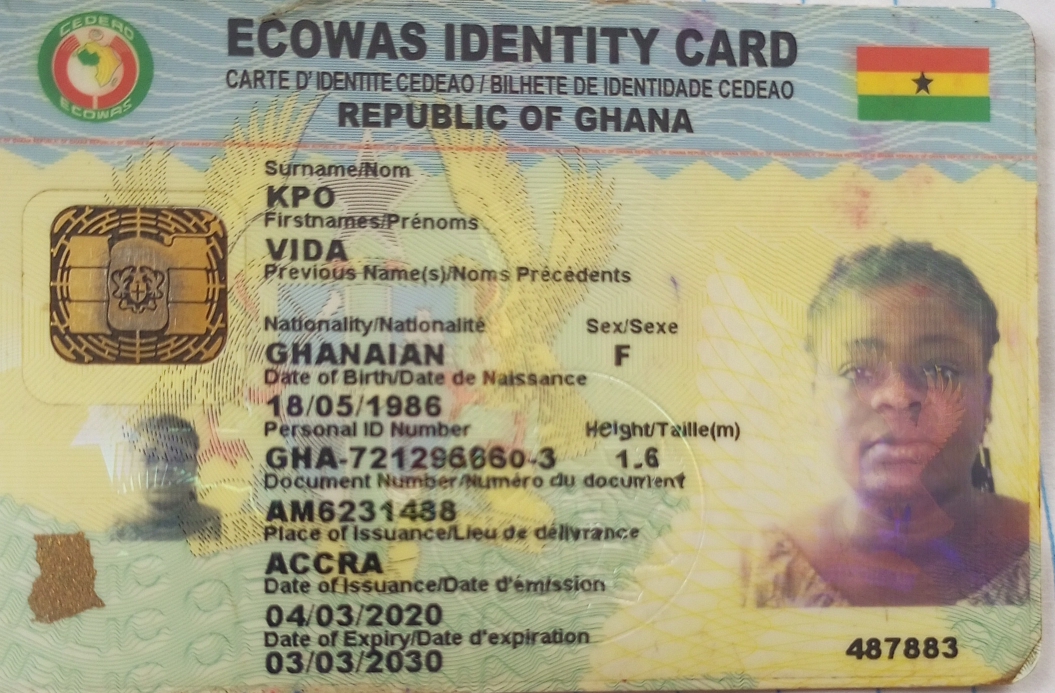 CEDEAO
ECOWAS
ECOWAS IDENTITY CARD
CARTE D'IDENTITE CEDEAO / BILHETE DE IDENTIDADE CEDEAO
REPUBLIC OF GHANA
Surname/Nom
KPO
Firstnames/Prénoms
VIDA
Previous Name(s)/Noms Précédents
Nationality/Nationalité Sex/Sexe
GHANAIAN F
Date of Birth/Date de Naissance
18/05/1986
Personal ID Number Height/Taille(m)
GHA-721296660-3 1.6
Document Number/Numéro du document
AM6231438
Place of Issuance/Lieu de délivrance
ACCRA
Date of Issuance/Date d'émission
04/03/2020
Date of Expiry/Date d'expiration
03/03/2030
487883